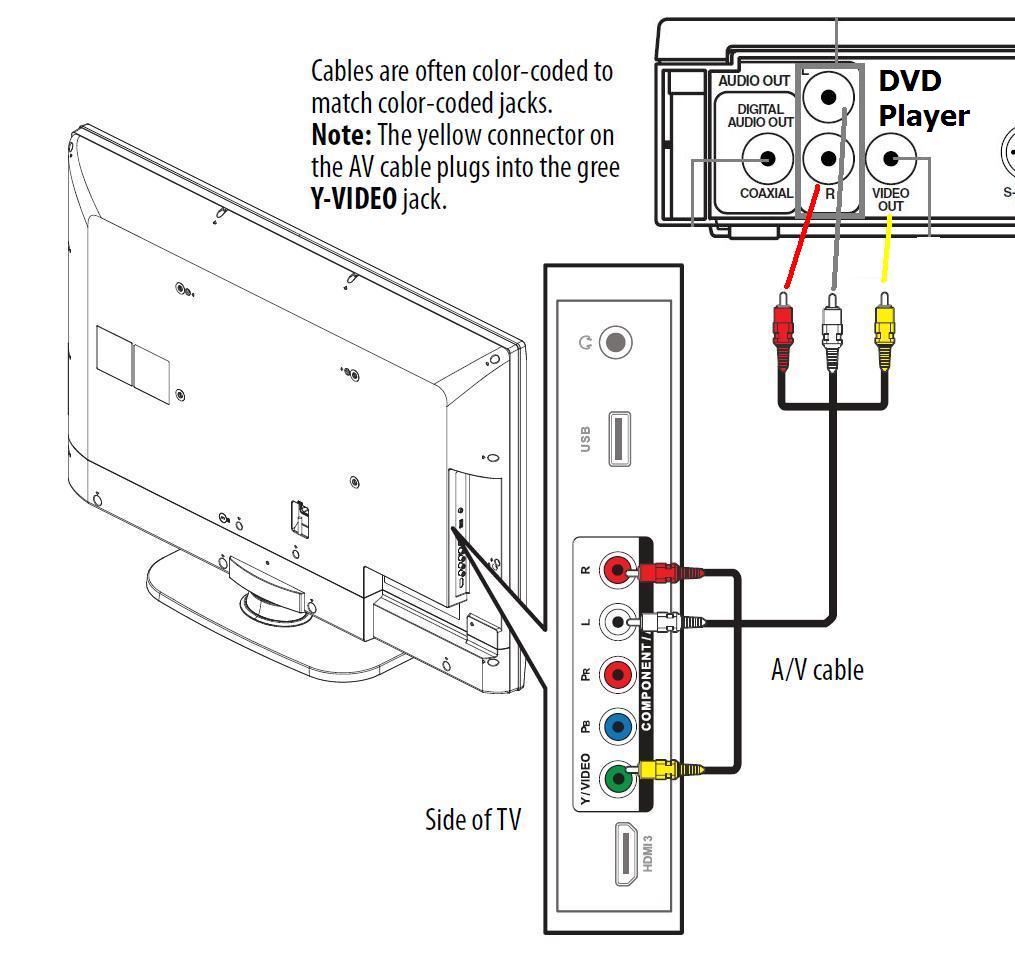 Cables are often color-coded to
match color-coded jacks.
Note: The yellow connector on
the AV cable plugs into the gree
Y-VIDEO jack.
AUDIO OUT
L
DVD
Player
DIGITAL
AUDIO OUT
COAXIAL
R
VIDEO
OUT
S-
USB
R
L
PR
PB
Y/VIDEO
COMPONENT/
HDMI 3
A/V cable
Side of TV